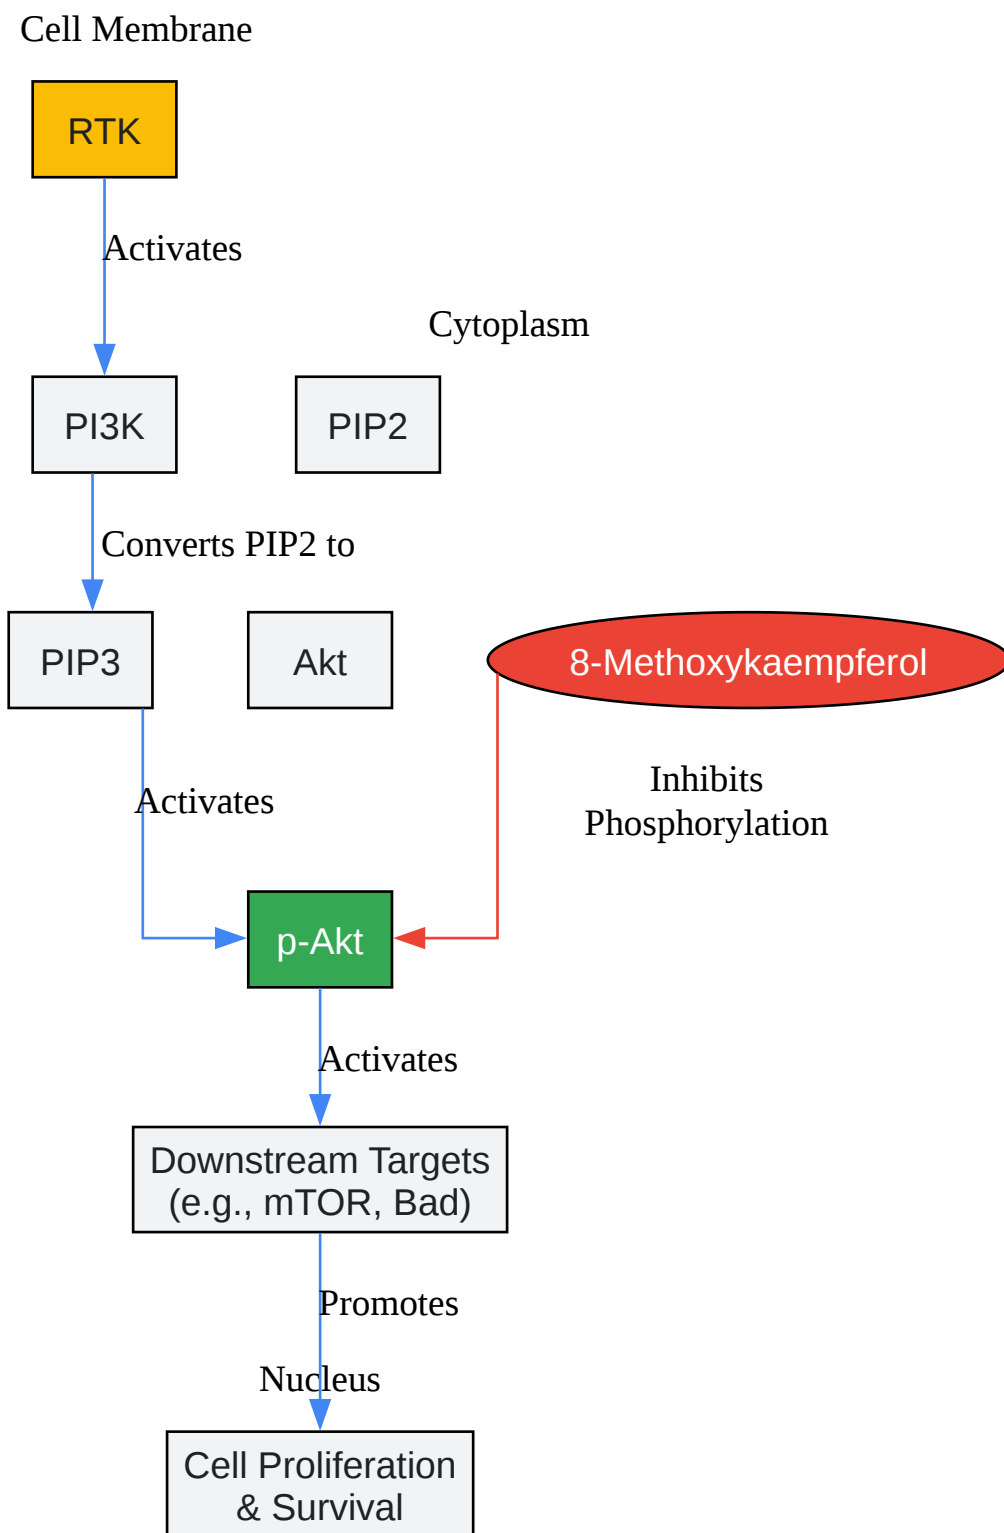 Cell Membrane
RTK
Activates
Cytoplasm
PI3K
PIP2
Converts PIP2 to
PIP3
Akt
8-Methoxykaempferol
Activates
Inhibits
Phosphorylation
p-Akt
Activates
Downstream Targets
(e.g., mTOR, Bad)
Promotes
Nucleus
Cell Proliferation
& Survival